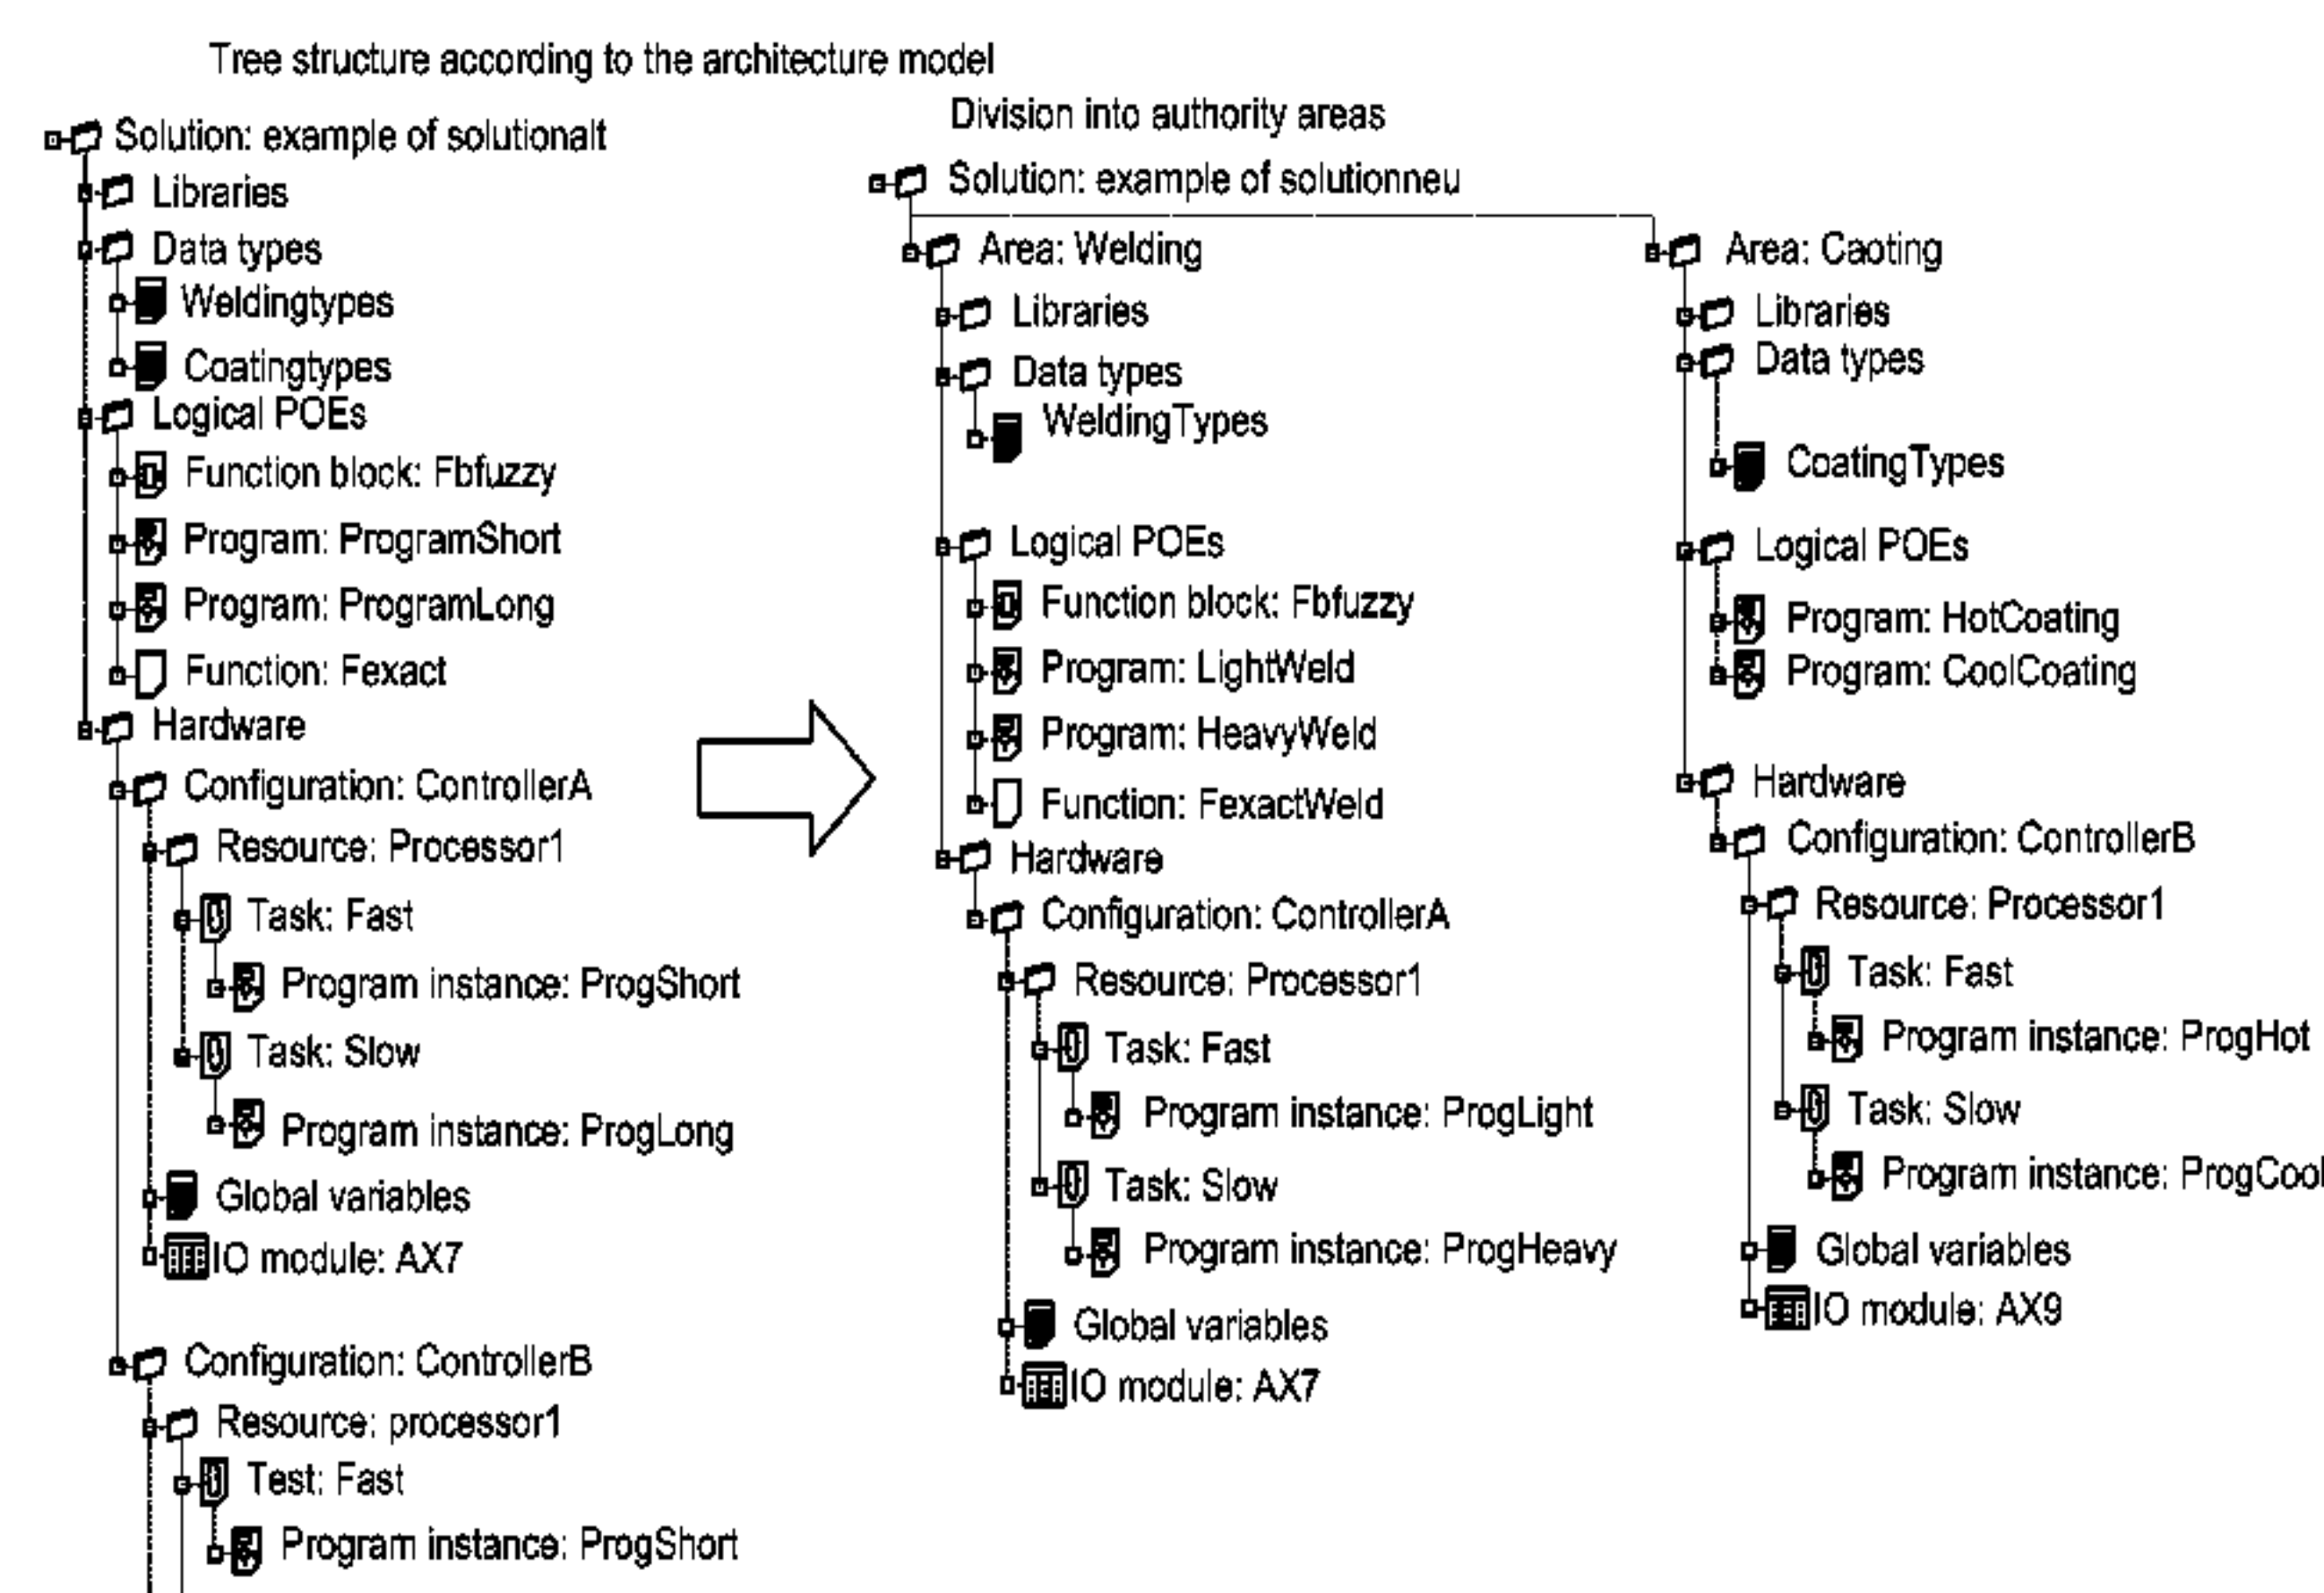 Tree structure according to the architecture model
Solution: example of solutionalt
Libraries
Data types
Weldingtypes
Coatingtypes
Logical POEs
Function block: Fbfuzzy
Program: ProgramShort
Program: ProgramLong
Function: Fexact
Hardware
Configuration: ControllerA
Resource: Processor1
Task: Fast
Program instance: ProgShort
Task: Slow
Program instance: ProgLong
Global variables
IO module: AX7
Configuration: ControllerB
Resource: processor1
Test: Fast
Program instance: ProgShort
Division into authority areas
Solution: example of solutionneu
Area: Welding
Libraries
Data types
WeldingTypes
Logical POEs
Function block: Fbfuzzy
Program: LightWeld
Program: HeavyWeld
Function: FexactWeld
Hardware
Configuration: ControllerA
Resource: Processor1
Task: Fast
Program instance: ProgLight
Task: Slow
Program instance: ProgHeavy
Global variables
IO module: AX7
Area: Caoting
Libraries
Data types
CoatingTypes
Logical POEs
Program: HotCoating
Program: CoolCoating
Hardware
Configuration: ControllerB
Resource: Processor1
Task: Fast
Program instance: ProgHot
Task: Slow
Program instance: ProgCool
Global variables
IO module: AX9